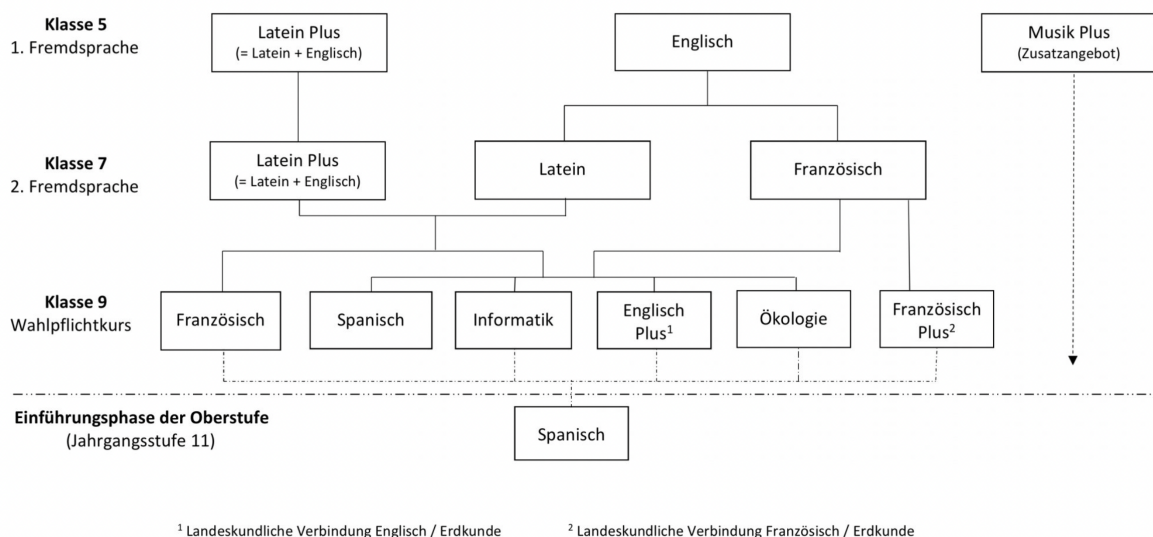 Klasse 5
1. Fremdsprache
Latein Plus
(= Latein + Englisch)
Englisch
Musik Plus
(Zusatzangebot)
Klasse 7
2. Fremdsprache
Latein Plus
(= Latein + Englisch)
Latein
Französisch
Klasse 9
Wahlpflichtkurs
Französisch
Spanisch
Informatik
Englisch
Plus¹
Ökologie
Französisch
Plus²
Einführungsphase der Oberstufe
(Jahrgangsstufe 11)
Spanisch
¹ Landeskundliche Verbindung Englisch / Erdkunde
² Landeskundliche Verbindung Französisch / Erdkunde